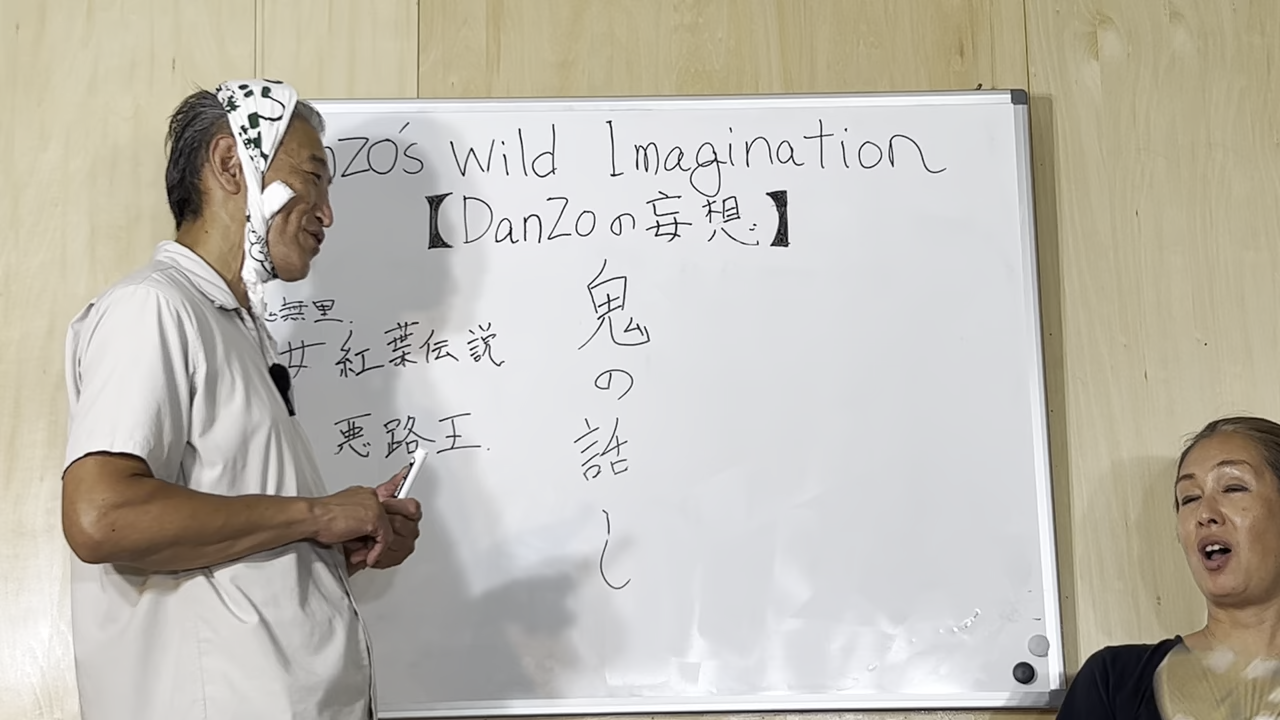 nzo's Wild Imagination
【DanZoの妄想】
鬼の話し
無里.
女 紅葉伝説
悪路王.